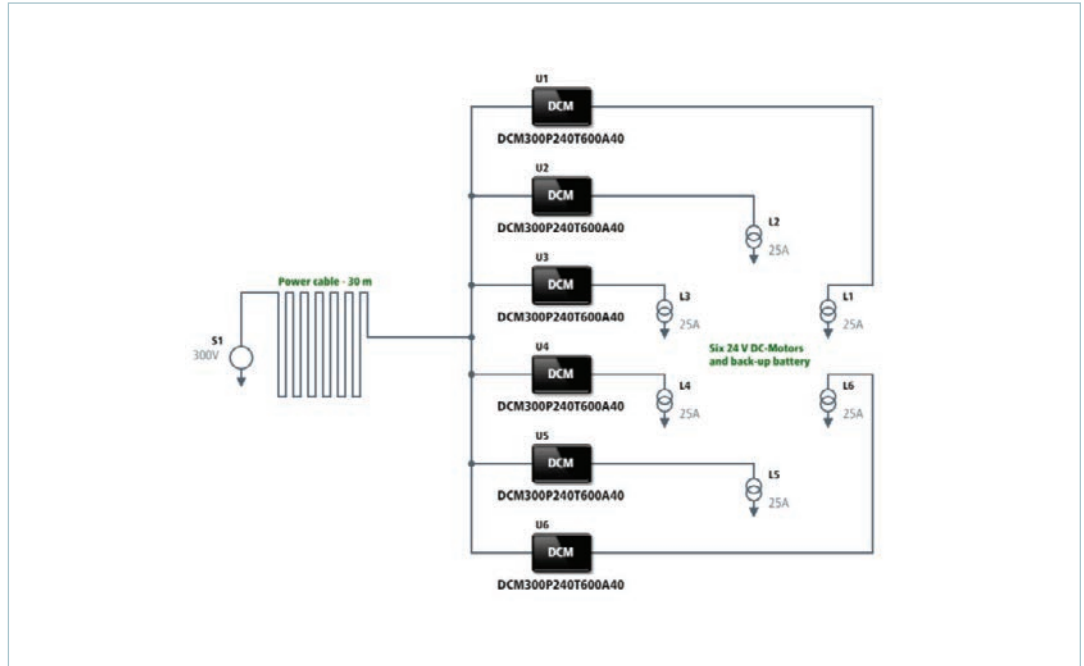 U1
DCM
DCM300P240T600A40
U2
DCM
DCM300P240T600A40
L2
25A
U3
DCM
DCM300P240T600A40
L3
25A
L1
25A
Power cable - 30 m
S1
300V
Six 24 V DC-Motors
and back-up battery
U4
DCM
DCM300P240T600A40
L4
25A
L6
25A
U5
DCM
DCM300P240T600A40
L5
25A
U6
DCM
DCM300P240T600A40